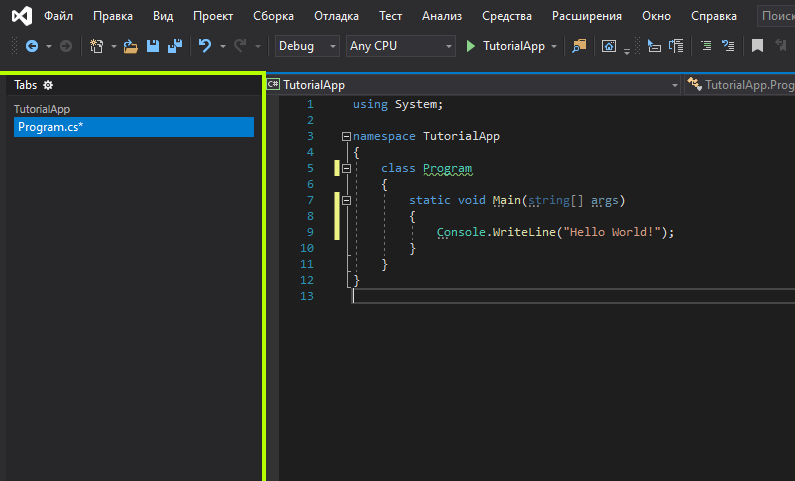 Файл Правка Вид Проект Сборка Отладка Тест Анализ Средства Расширения Окно Справка Поиск
Debug Any CPU TutorialApp
Tabs
TutorialApp
Program.cs*
C# TutorialApp TutorialApp.Prog
1 using System;
2
3 namespace TutorialApp
4 {
5 class Program
6 {
7 static void Main(string[] args)
8 {
9 Console.WriteLine("Hello World!");
10 }
11 }
12 }
13